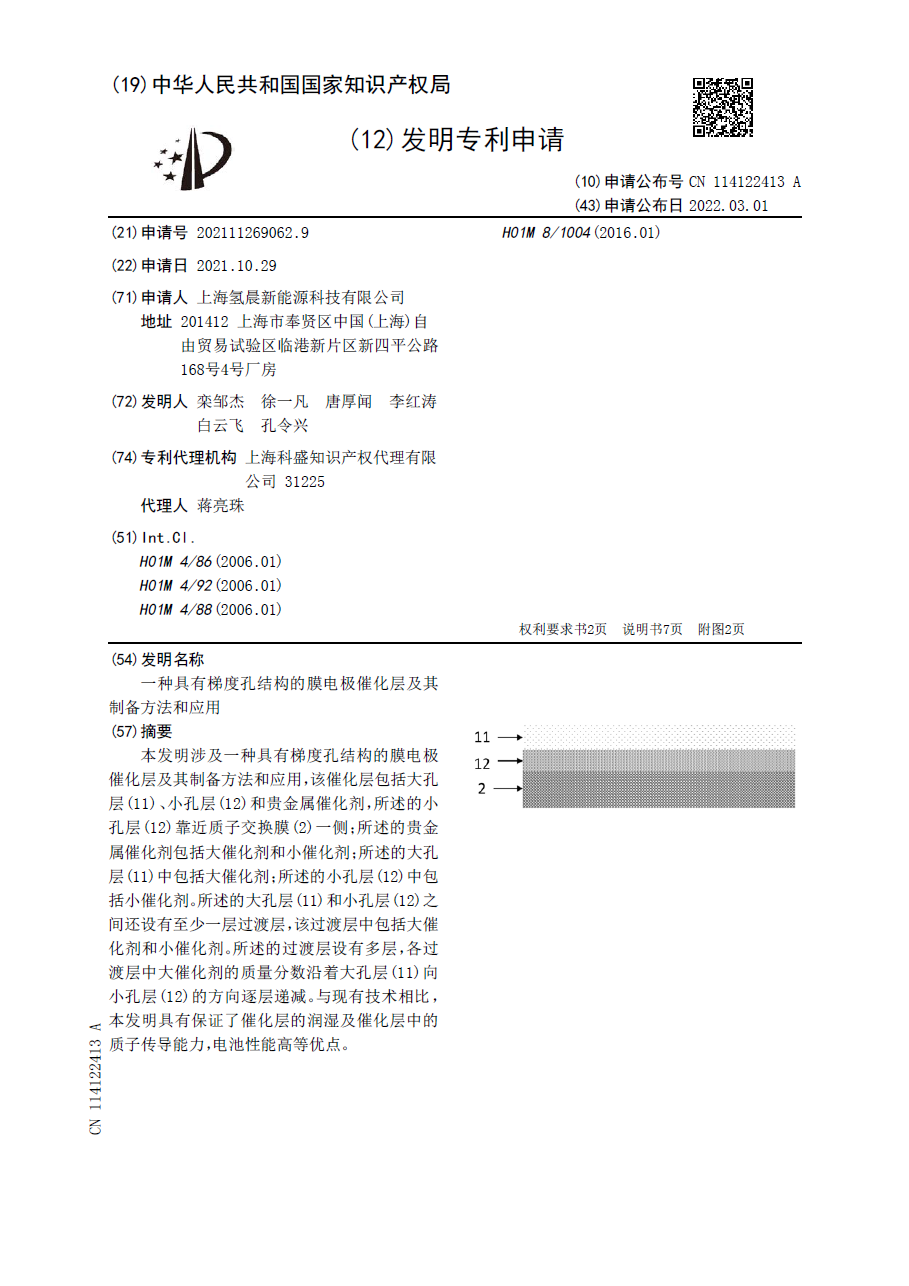 (19)中华人民共和国国家知识产权局
(12)发明专利申请
(10)申请公布号 CN 114122413 A
(43)申请公布日 2022.03.01
(21)申请号 202111269062.9
(22)申请日 2021.10.29
(71)申请人 上海氢晨新能源科技有限公司
地址 201412 上海市奉贤区中国(上海)自
由贸易试验区临港新片区新四平公路
168号4号厂房
(72)发明人 栾邹杰 徐一凡 唐厚闻 李红涛
白云飞 孔令兴
(74)专利代理机构 上海科盛知识产权代理有限
公司 31225
代理人 蒋亮珠
(51)Int.Cl.
H01M 4/86(2006.01)
H01M 4/92(2006.01)
H01M 4/88(2006.01)
H01M 8/1004(2016.01)
权利要求书2页 说明书7页 附图2页
(54)发明名称
一种具有梯度孔结构的膜电极催化层及其
制备方法和应用
(57)摘要
本发明涉及一种具有梯度孔结构的膜电极
催化层及其制备方法和应用,该催化层包括大孔
层(11)、小孔层(12)和贵金属催化剂,所述的小
孔层(12)靠近质子交换膜(2)一侧;所述的贵金
属催化剂包括大催化剂和小催化剂;所述的大孔
层(11)中包括大催化剂;所述的小孔层(12)中包
括小催化剂。所述的大孔层(11)和小孔层(12)之
间还设有至少一层过渡层,该过渡层中包括大催
化剂和小催化剂。所述的过渡层设有多层,各过
渡层中大催化剂的质量分数沿着大孔层(11)向
小孔层(12)的方向逐层递减。与现有技术相比,
本发明具有保证了催化层的润湿及催化层中的
质子传导能力,电池性能高等优点。
11
12
2
CN 114122413 A